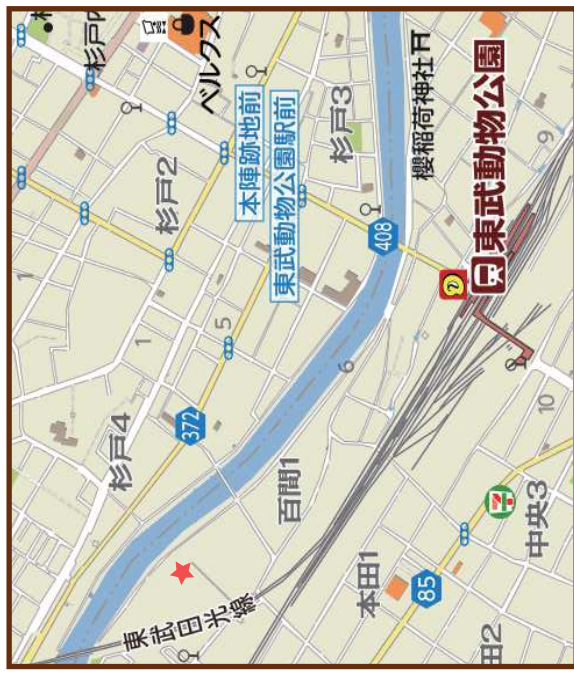 杉戸2
ベルクス
本陣跡地前
東武動物公園駅前
杉戸3
櫻稲荷神社
東武動物公園
408
9
1
1
5
372
杉戸4
6
百間1
10
中央3
本田1
85
東武日光線
田2